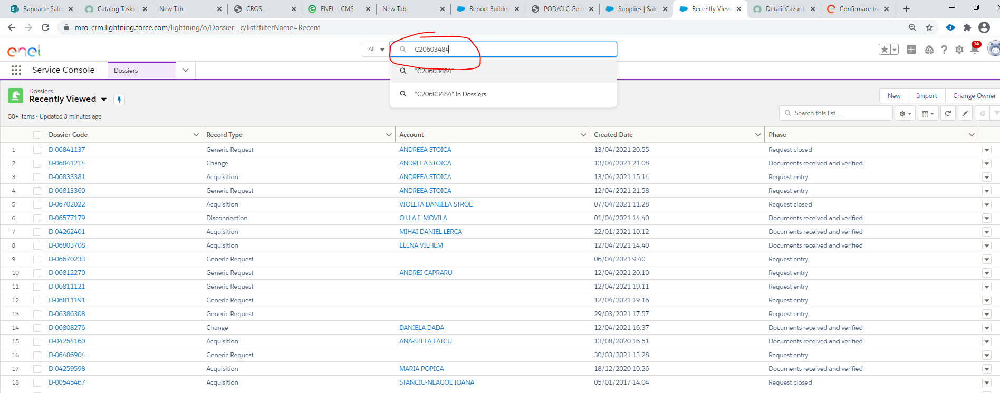 Rapoarte Sales
Catalog Tasks
New Tab
CROS -
ENEL - CMS
New Tab
Report Builder
POD/CLC Gen
Supplies | Sale
Recently View
Detalii Cazuril
Confirmare tra
mro-crm.lightning.force.com/lightning/o/Dossier__c/list?filterName=Recent
enel
All
C20603484
14
Service Console
Dossiers
"C20603484"
"C20603484" in Dossiers
Dossiers
Recently Viewed
New Import Change Owner
50+ Items • Updated 3 minutes ago
Search this list...
Dossier Code Record Type Account Created Date Phase
1 D-06841137 Generic Request ANDREEA STOICA 13/04/2021 20.55 Request closed
2 D-06841214 Change ANDREEA STOICA 13/04/2021 21.08 Documents received and verified
3 D-06833381 Acquisition ANDREEA STOICA 13/04/2021 15.14 Request entry
4 D-06813360 Generic Request ANDREEA STOICA 12/04/2021 21.58 Request entry
5 D-06702022 Acquisition VIOLETA DANIELA STROE 07/04/2021 11.28 Request closed
6 D-06577179 Disconnection O.U.A.I. MOVILA 01/04/2021 14.40 Documents received and verified
7 D-04262401 Acquisition MIHAI DANIEL LERCA 22/01/2021 10.12 Documents received and verified
8 D-06803708 Acquisition ELENA VILHEM 12/04/2021 14.40 Documents received and verified
9 D-06670233 Generic Request 06/04/2021 9.40 Request entry
10 D-06812270 Generic Request ANDREI CAPRARU 12/04/2021 20.10 Request entry
11 D-06811121 Generic Request 12/04/2021 19.11 Request entry
12 D-06811191 Generic Request 12/04/2021 19.16 Request entry
13 D-06386308 Generic Request 29/03/2021 17.57 Request entry
14 D-06808276 Change DANIELA DADA 12/04/2021 16.37 Documents received and verified
15 D-04254160 Acquisition ANA-STELA LATCU 13/08/2020 16.51 Documents received and verified
16 D-06486904 Generic Request 30/03/2021 13.28 Request entry
17 D-04259598 Acquisition MARIA POPICA 18/12/2020 10.26 Documents received and verified
18 D-00545467 Acquisition STANCIU-NEAGOE IOANA 05/01/2017 14.04 Request closed